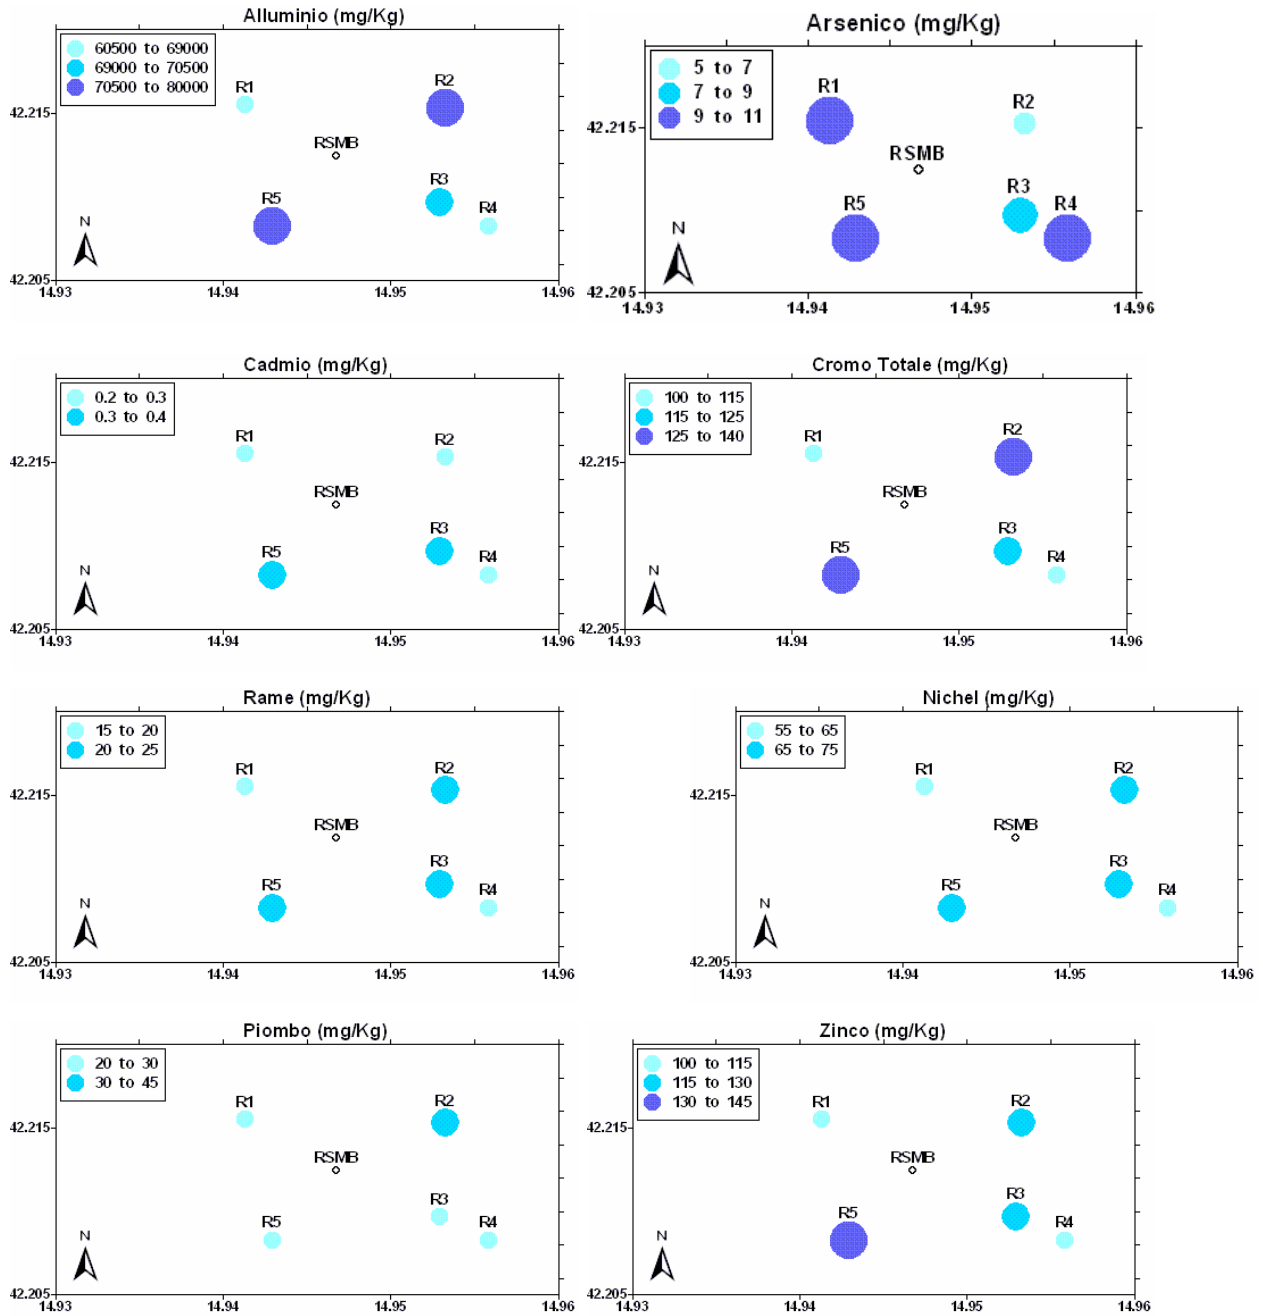 Alluminio (mg/Kg)
60500 to 69000
69000 to 70500
70500 to 80000
R1
R2
RSMB
R3
R4
R5
N
42.215
42.205
14.93
14.94
14.95
14.96
Arsenico (mg/Kg)
5 to 7
7 to 9
9 to 11
R1
R2
RSMB
R3
R4
R5
N
42.215
42.205
14.93
14.94
14.95
14.96
Cadmio (mg/Kg)
0.2 to 0.3
0.3 to 0.4
R1
R2
RSMB
R3
R4
R5
N
42.215
42.205
14.93
14.94
14.95
14.96
Cromo Totale (mg/Kg)
100 to 115
115 to 125
125 to 140
R1
R2
RSMB
R3
R4
R5
N
42.215
42.205
14.93
14.94
14.95
14.96
Rame (mg/Kg)
15 to 20
20 to 25
R1
R2
RSMB
R3
R4
R5
N
42.215
42.205
14.93
14.94
14.95
14.96
Nichel (mg/Kg)
55 to 65
65 to 75
R1
R2
RSMB
R3
R4
R5
N
42.215
42.205
14.93
14.94
14.95
14.96
Piombo (mg/Kg)
20 to 30
30 to 45
R1
R2
RSMB
R3
R4
R5
N
42.215
42.205
14.93
14.94
14.95
14.96
Zinco (mg/Kg)
100 to 115
115 to 130
130 to 145
R1
R2
RSMB
R3
R4
R5
N
42.215
42.205
14.93
14.94
14.95
14.96